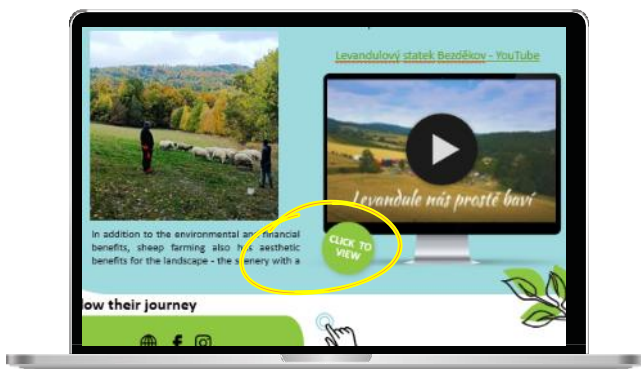 Levandulový statek Bezděkov - YouTube
Levandule nás prostě baví
CLICK TO
VIEW
In addition to the environmental and financial
benefits, sheep farming also has aesthetic
benefits for the landscape - the scenery with a
low their journey